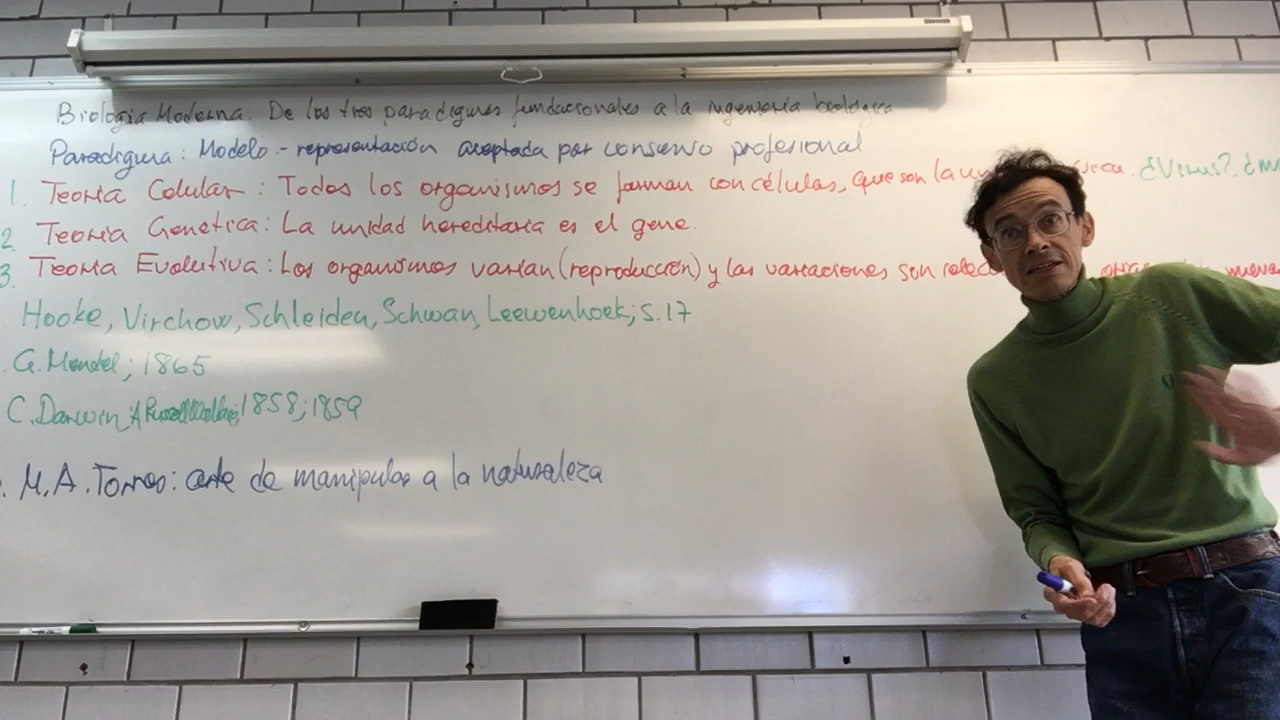 Biología Moderna. De los tres paradigmas fundacionales a la ingeniería biológica
Paradigma: Modelo - representación aceptada por consenso profesional
1. Teoría Celular: Todos los organismos se forman con células, que son la ¿Virus?. ¿
2. Teoría Genética: La unidad hereditaria es el gene.
3. Teoría Evolutiva: Los organismos varían (reproducción) y las variaciones son
Hooke, Virchow, Schleiden, Schwan, Leewenhoek; S.17
G. Mendel; 1865
C. Darwin; A Russell Wallace; 1858; 1859
M.A. Torres: arte de manipular a la naturaleza